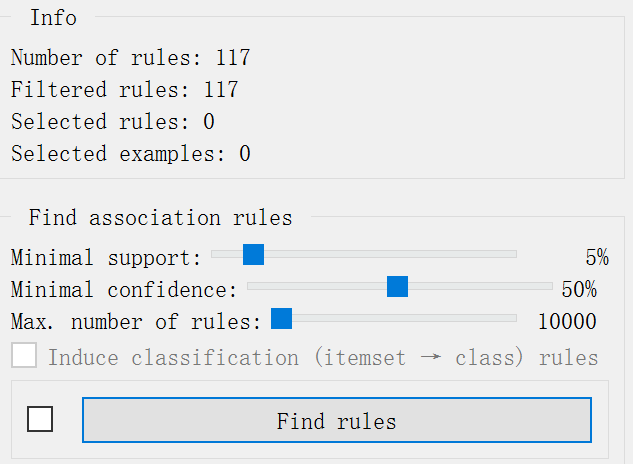 Info
Number of rules: 117
Filtered rules: 117
Selected rules: 0
Selected examples: 0
Find association rules
Minimal support: 5%
Minimal confidence: 50%
Max. number of rules: 10000
Induce classification (itemset → class) rules
Find rules